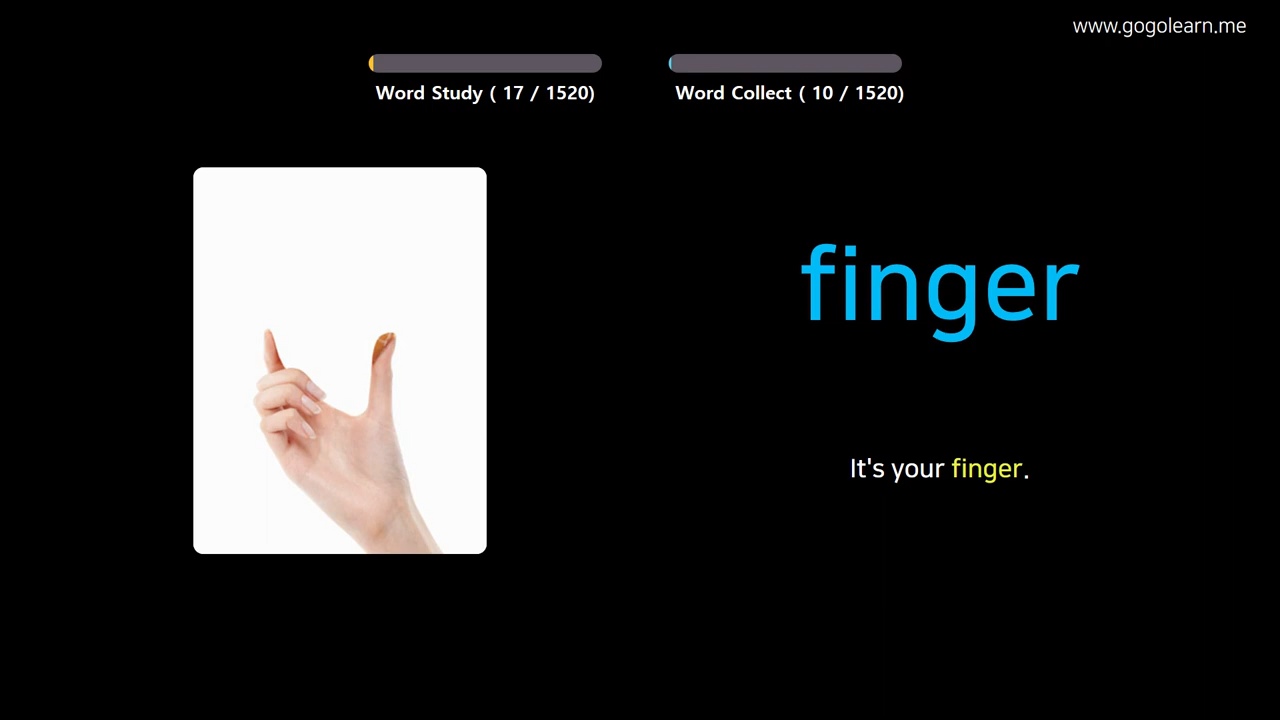 www.gogolearn.me
Word Study ( 17 / 1520)
Word Collect ( 10 / 1520)
finger
It's your finger.